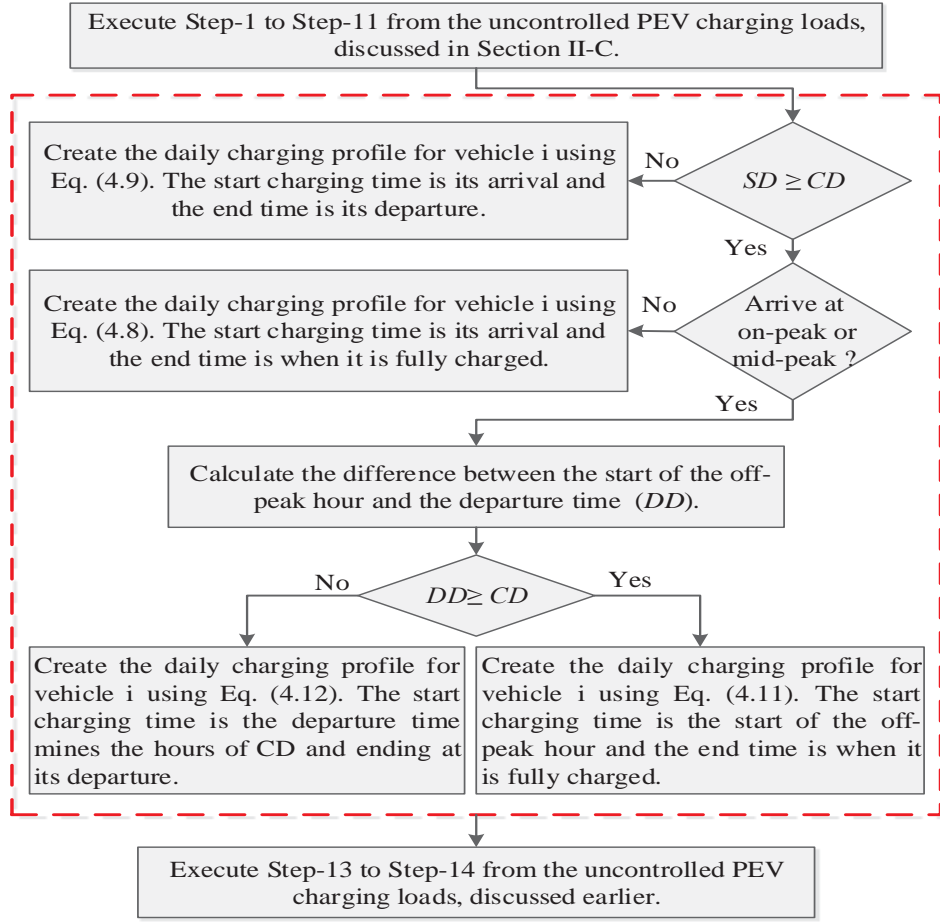 Execute Step-1 to Step-11 from the uncontrolled PEV charging loads,
discussed in Section II-C.
Create the daily charging profile for vehicle i using
Eq. (4.9). The start charging time is its arrival and
the end time is its departure.
No
SD ≥ CD
Yes
Create the daily charging profile for vehicle i using
Eq. (4.8). The start charging time is its arrival and
the end time is when it is fully charged.
No
Arrive at
on-peak or
mid-peak ?
Yes
Calculate the difference between the start of the off-
peak hour and the departure time (DD).
No
DD≥ CD
Yes
Create the daily charging profile for
vehicle i using Eq. (4.12). The start
charging time is the departure time
mines the hours of CD and ending at
its departure.
Create the daily charging profile for
vehicle i using Eq. (4.11). The start
charging time is the start of the off-
peak hour and the end time is when it
is fully charged.
Execute Step-13 to Step-14 from the uncontrolled PEV
charging loads, discussed earlier.